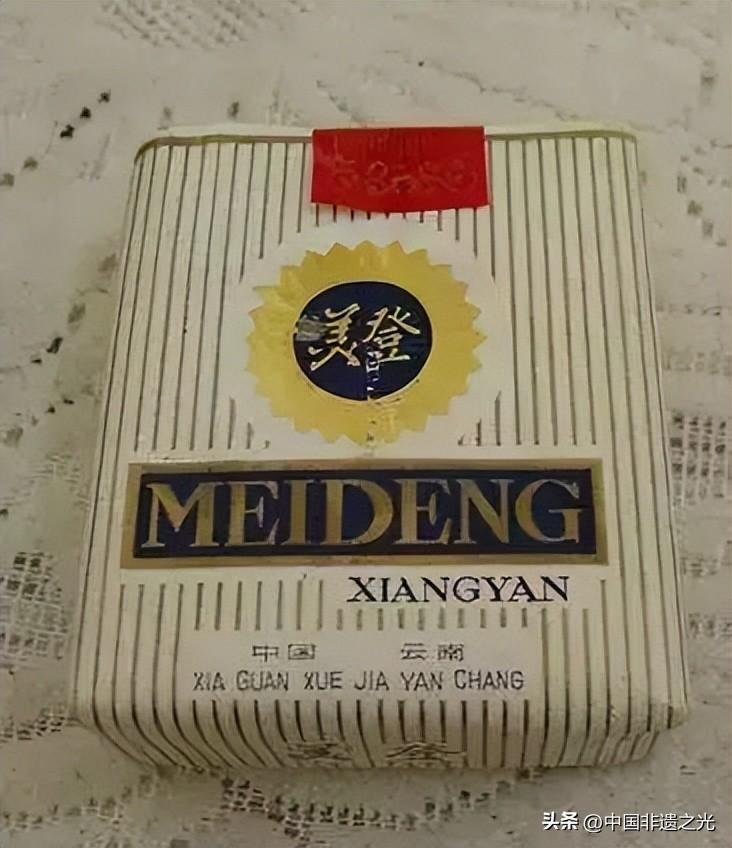 美登
MEIDENG
XIANGYAN
中国 云南
XIA GUAN XUE JIA YAN CHANG
头条 @中国非遗之光